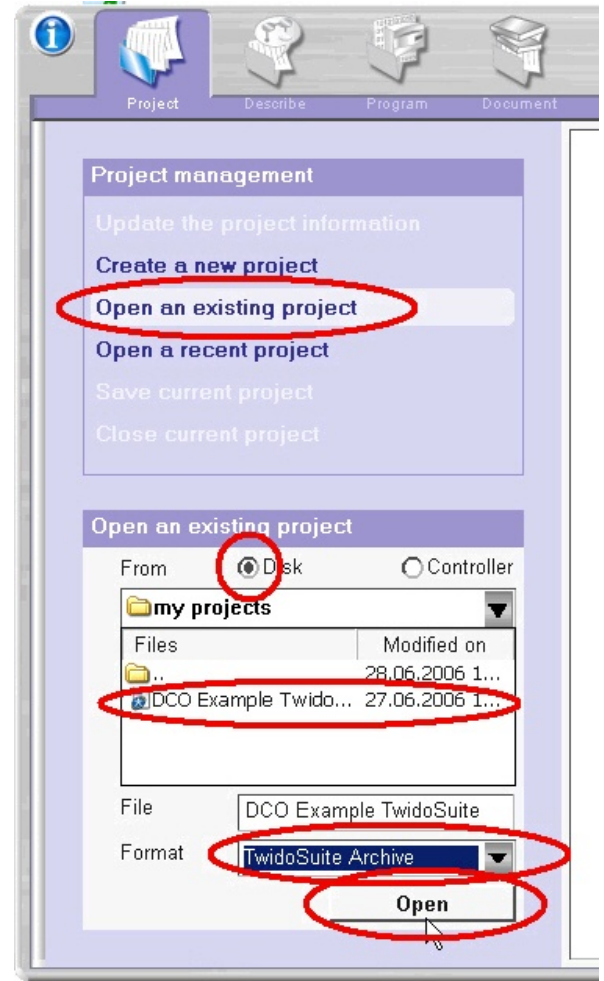 Project Describe Program Document
Project management
Update the project information
Create a new project
Open an existing project
Open a recent project
Save current project
Close current project
Open an existing project
From Disk Controller
my projects
Files Modified on
.. 28.06.2006 1...
DCO Example Twido... 27.06.2006 1...
File DCO Example TwidoSuite
Format TwidoSuite Archive
Open